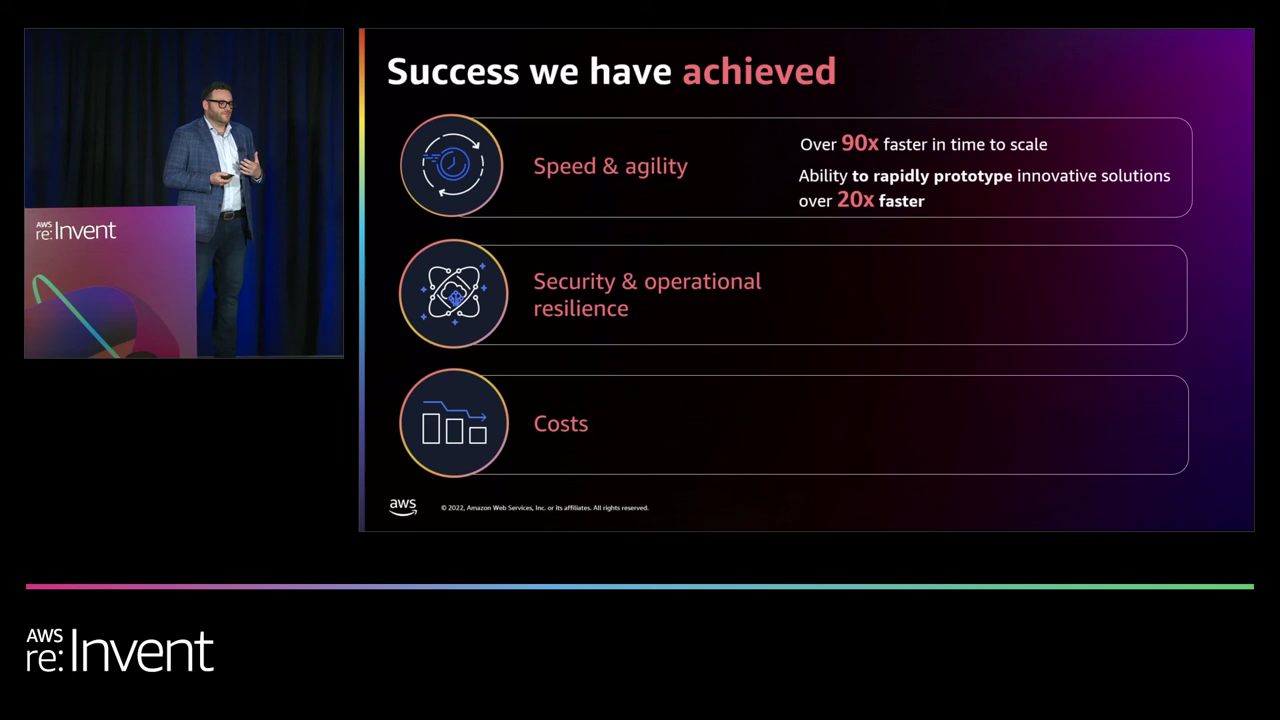 AWS
re:Invent
Success we have achieved
Speed & agility
Over 90x faster in time to scale
Ability to rapidly prototype innovative solutions
over 20x faster
Security & operational
resilience
Costs
aws
© 2022, Amazon Web Services, Inc. or its affiliates. All rights reserved.
AWS
re:Invent